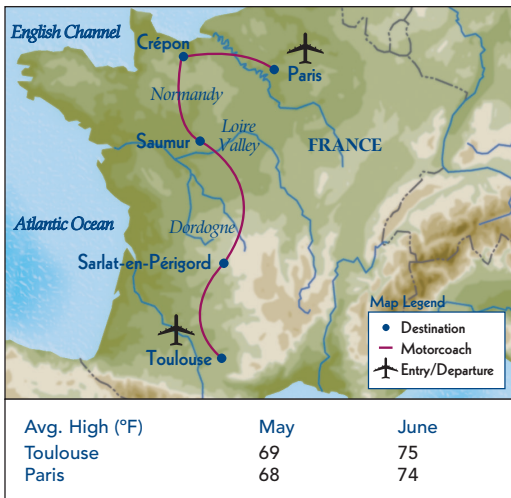 English Channel
Crépon
Paris
Normandy
Loire
Valley
Saumur
FRANCE
Atlantic Ocean
Dordogne
Sarlat-en-Périgord
Toulouse
Map Legend
Destination
Motorcoach
Entry/Departure
Avg. High (ºF) May June
Toulouse 69 75
Paris 68 74